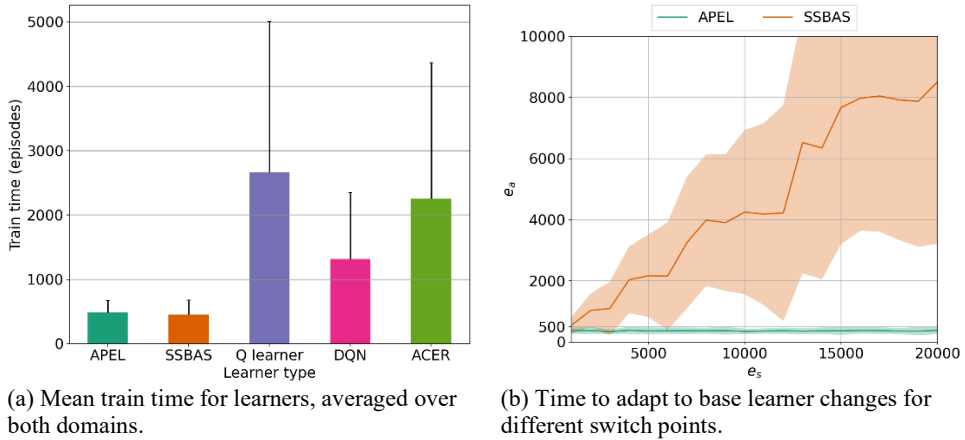 5000
4000
3000
2000
1000
0
Train time (episodes)
APEL SSBAS Q learner DQN ACER
Learner type
(a) Mean train time for learners, averaged over
both domains.
APEL SSBAS
10000
8000
6000
4000
2000
500
0
eₐ
5000 10000 15000 20000
eₛ
(b) Time to adapt to base learner changes for
different switch points.